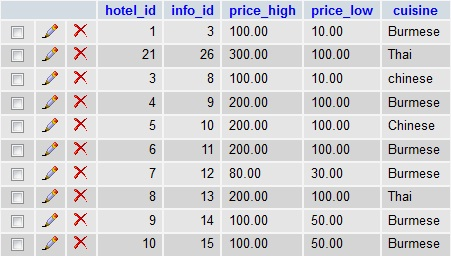 hotel_id info_id price_high price_low cuisine
1 3 100.00 10.00 Burmese
21 26 300.00 100.00 Thai
3 8 100.00 10.00 chinese
4 9 200.00 100.00 Burmese
5 10 200.00 100.00 Chinese
6 11 200.00 100.00 Burmese
7 12 80.00 30.00 Burmese
8 13 200.00 100.00 Thai
9 14 100.00 50.00 Burmese
10 15 100.00 50.00 Burmese